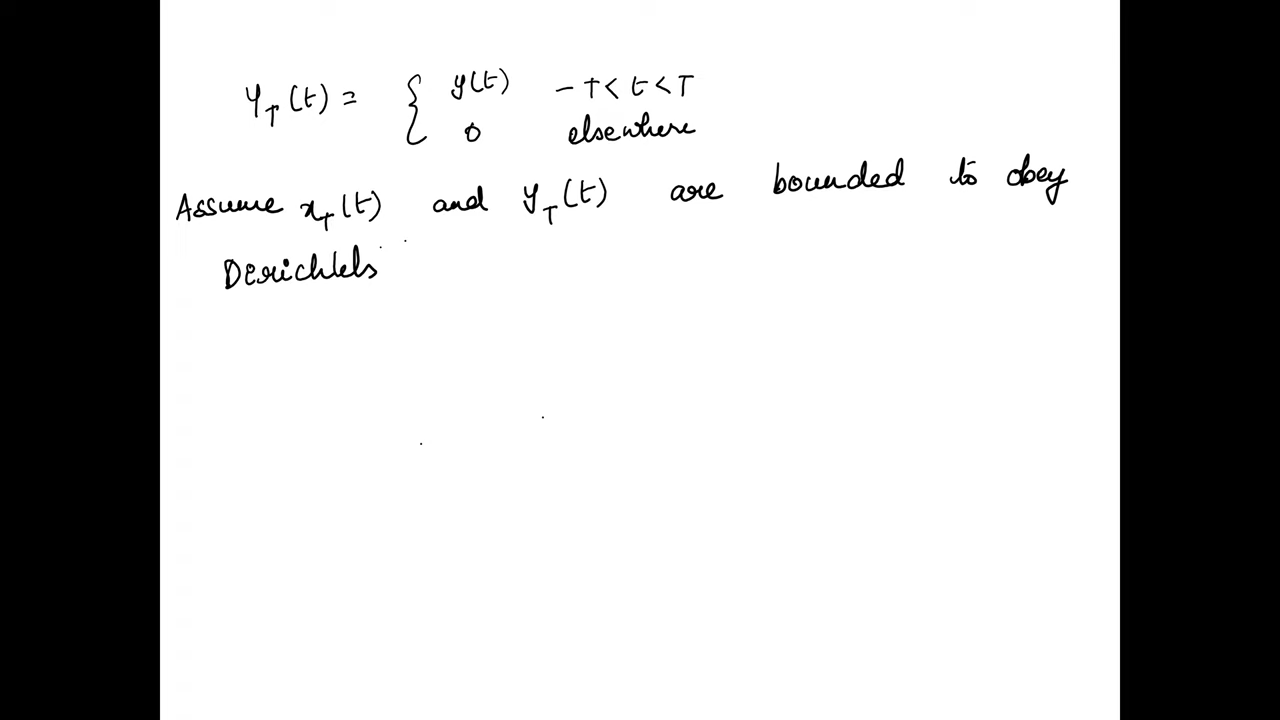 Y_T(t) = { y(t) -T < t < T
0 elsewhere
Assume x_T(t) and y_T(t) are bounded to obey
Derichlets